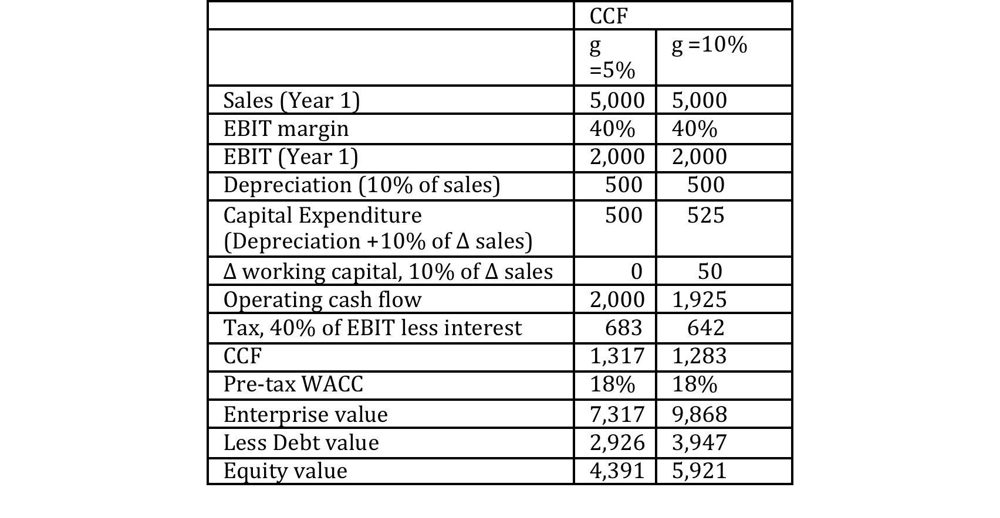 CCF
g =5% g =10%
Sales (Year 1) 5,000 5,000
EBIT margin 40% 40%
EBIT (Year 1) 2,000 2,000
Depreciation (10% of sales) 500 500
Capital Expenditure 500 525
(Depreciation +10% of Δ sales)
Δ working capital, 10% of Δ sales 0 50
Operating cash flow 2,000 1,925
Tax, 40% of EBIT less interest 683 642
CCF 1,317 1,283
Pre-tax WACC 18% 18%
Enterprise value 7,317 9,868
Less Debt value 2,926 3,947
Equity value 4,391 5,921